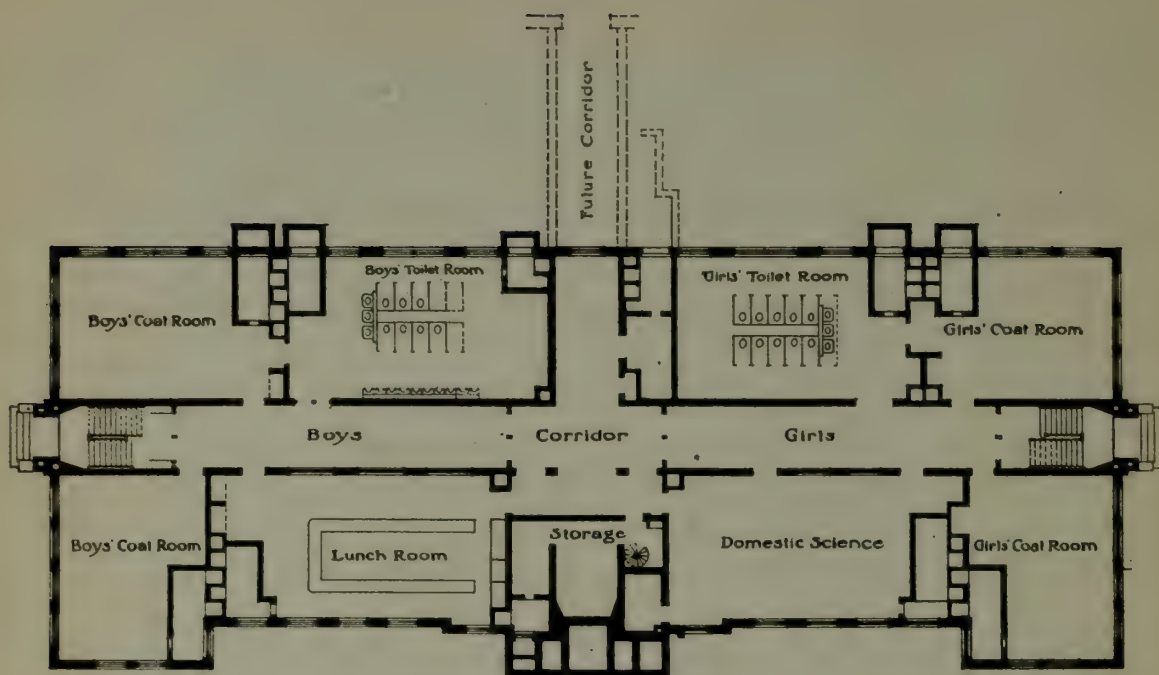 Future Corridor
Boys' Toilet Room
Girls' Toilet Room
Boys' Coat Room
Girls' Coat Room
Boys
Corridor
Girls
Boys' Coat Room
Lunch Room
Storage
Domestic Science
Girls' Coat Room